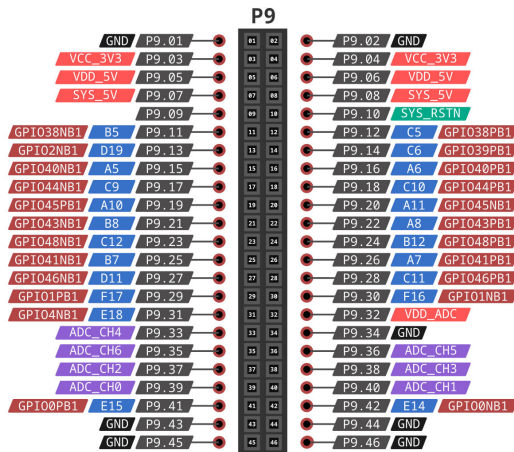 P9
GND P9.01 01 02 P9.02 GND
VCC_3V3 P9.03 03 04 P9.04 VCC_3V3
VDD_5V P9.05 05 06 P9.06 VDD_5V
SYS_5V P9.07 07 08 P9.08 SYS_5V
P9.09 09 10 P9.10 SYS_RSTN
GPIO38NB1 B5 P9.11 11 12 P9.12 C5 GPIO38PB1
GPIO2NB1 D19 P9.13 13 14 P9.14 C6 GPIO39PB1
GPIO40NB1 A5 P9.15 15 16 P9.16 A6 GPIO40PB1
GPIO44NB1 C9 P9.17 17 18 P9.18 C10 GPIO44PB1
GPIO45PB1 A10 P9.19 19 20 P9.20 A11 GPIO45NB1
GPIO43NB1 B8 P9.21 21 22 P9.22 A8 GPIO43PB1
GPIO48NB1 C12 P9.23 23 24 P9.24 B12 GPIO48PB1
GPIO41NB1 B7 P9.25 25 26 P9.26 A7 GPIO41PB1
GPIO46NB1 D11 P9.27 27 28 P9.28 C11 GPIO46PB1
GPIO1PB1 F17 P9.29 29 30 P9.30 F16 GPIO1NB1
GPIO4NB1 E18 P9.31 31 32 P9.32 VDD_ADC
ADC_CH4 P9.33 33 34 P9.34 GND
ADC_CH6 P9.35 35 36 P9.36 ADC_CH5
ADC_CH2 P9.37 37 38 P9.38 ADC_CH3
ADC_CH0 P9.39 39 40 P9.40 ADC_CH1
GPIO0PB1 E15 P9.41 41 42 P9.42 E14 GPIO0NB1
GND P9.43 43 44 P9.44 GND
GND P9.45 45 46 P9.46 GND